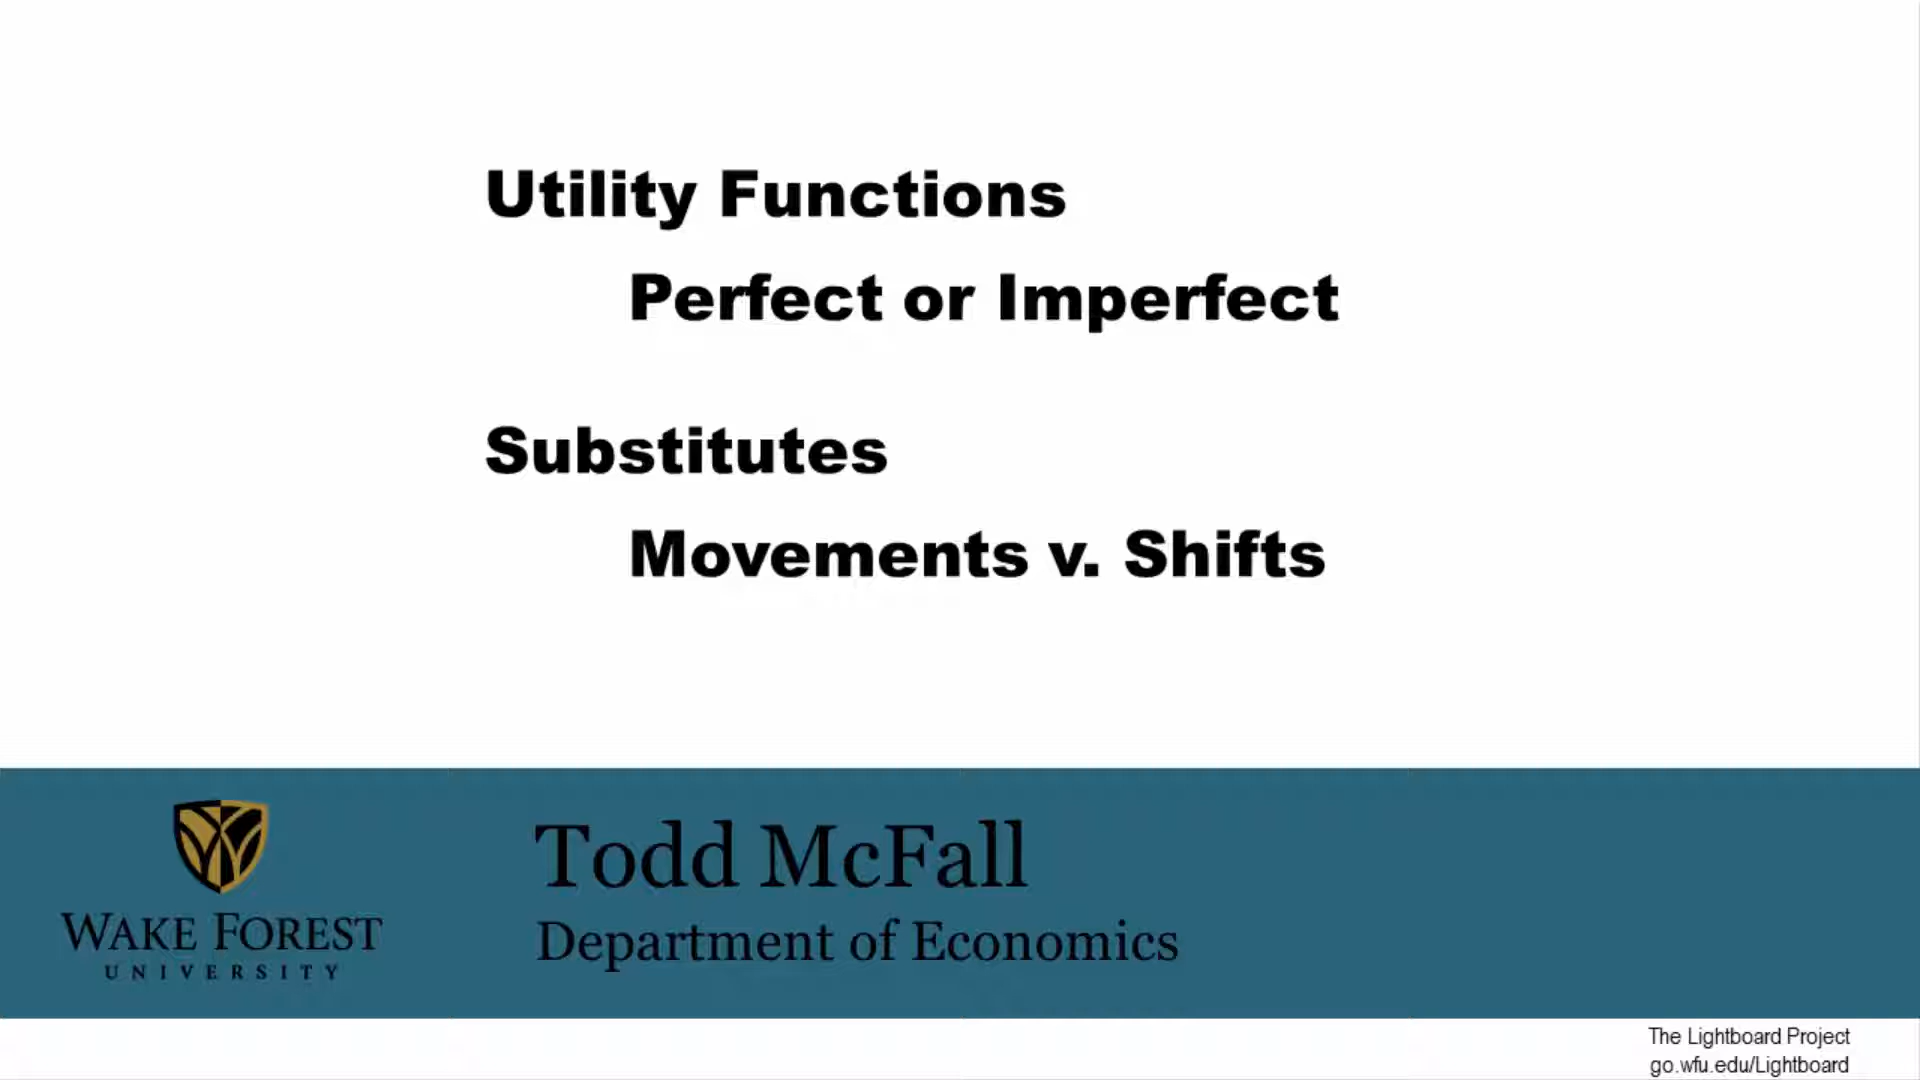 Utility Functions
Perfect or Imperfect
Substitutes
Movements v. Shifts
WAKE FOREST
UNIVERSITY
Todd McFall
Department of Economics
The Lightboard Project
go.wfu.edu/Lightboard